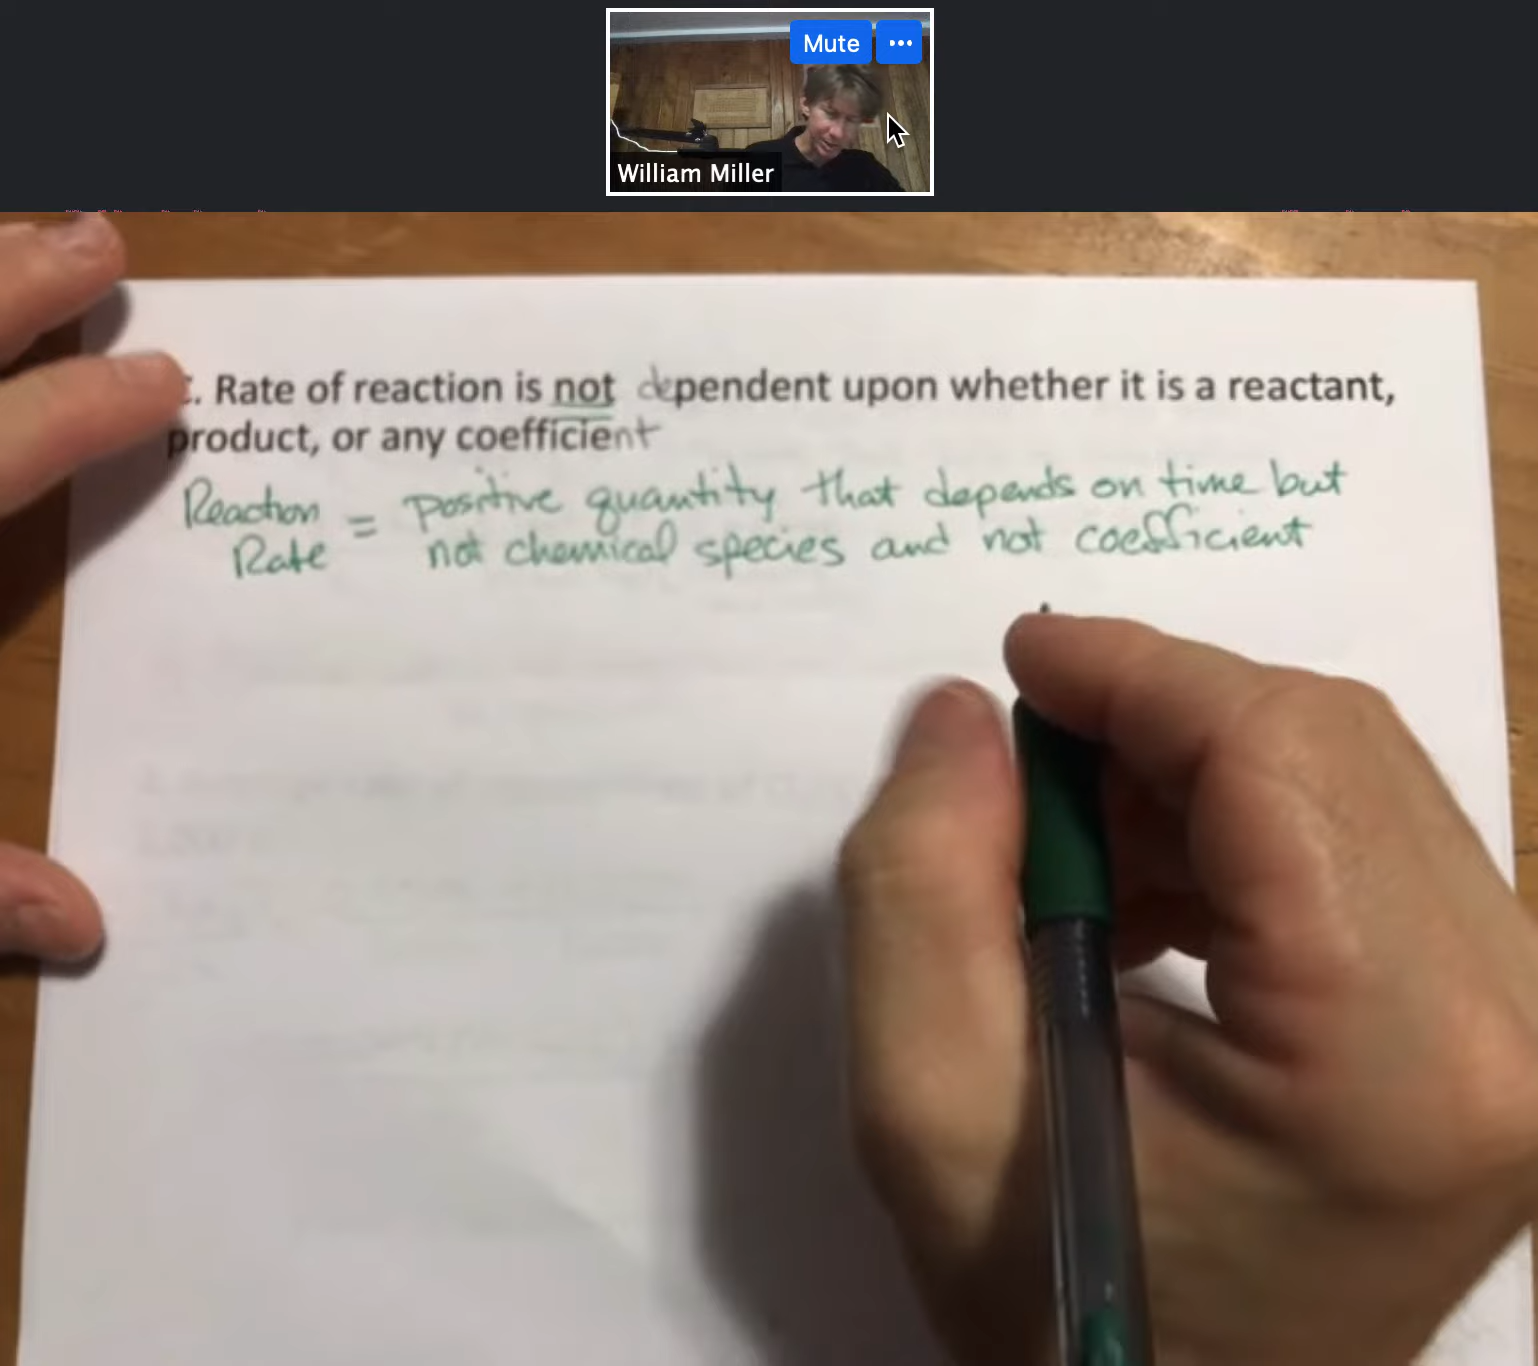 Mute
William Miller
. Rate of reaction is not dependent upon whether it is a reactant,
product, or any coefficient
Reaction Rate = positive quantity that depends on time but
not chemical species and not coefficient